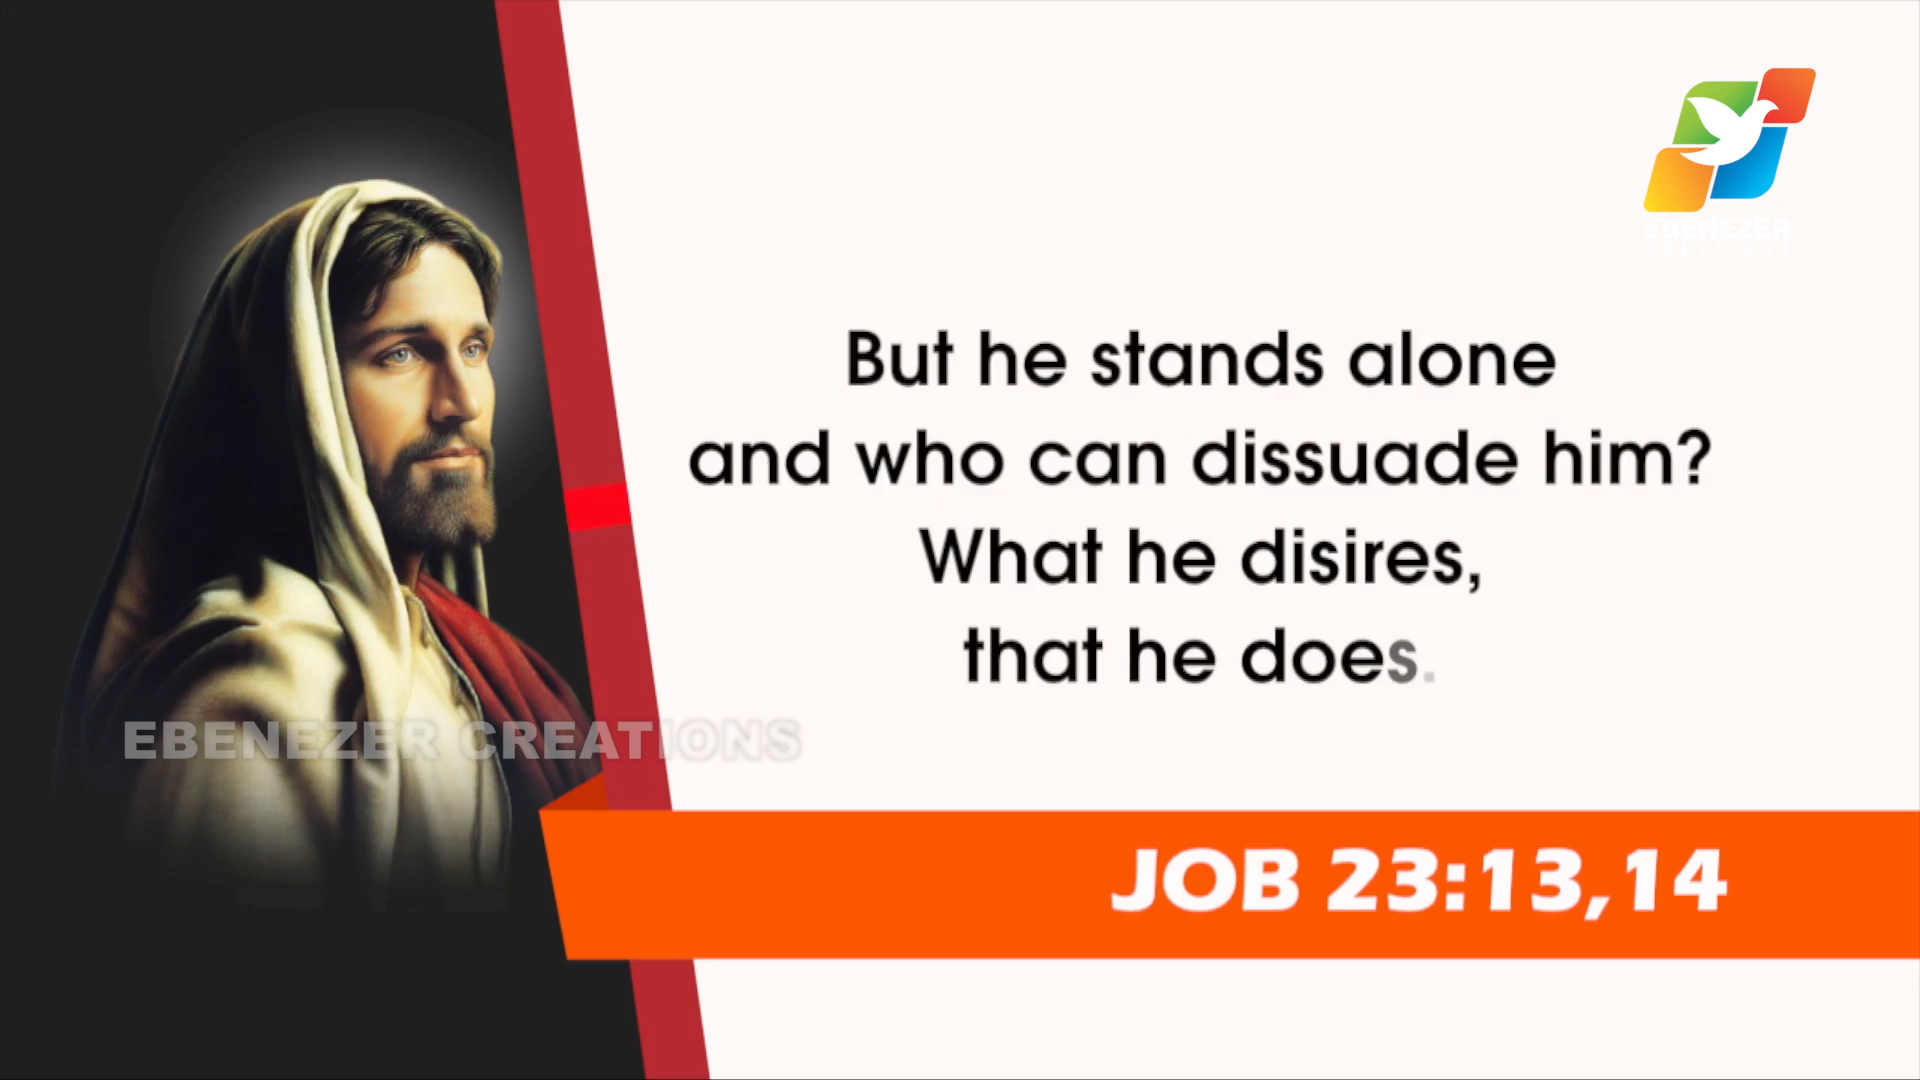 EBENEZER
But he stands alone
and who can dissuade him?
What he disires,
that he does.
EBENEZER CREATIONS
JOB 23:13,14